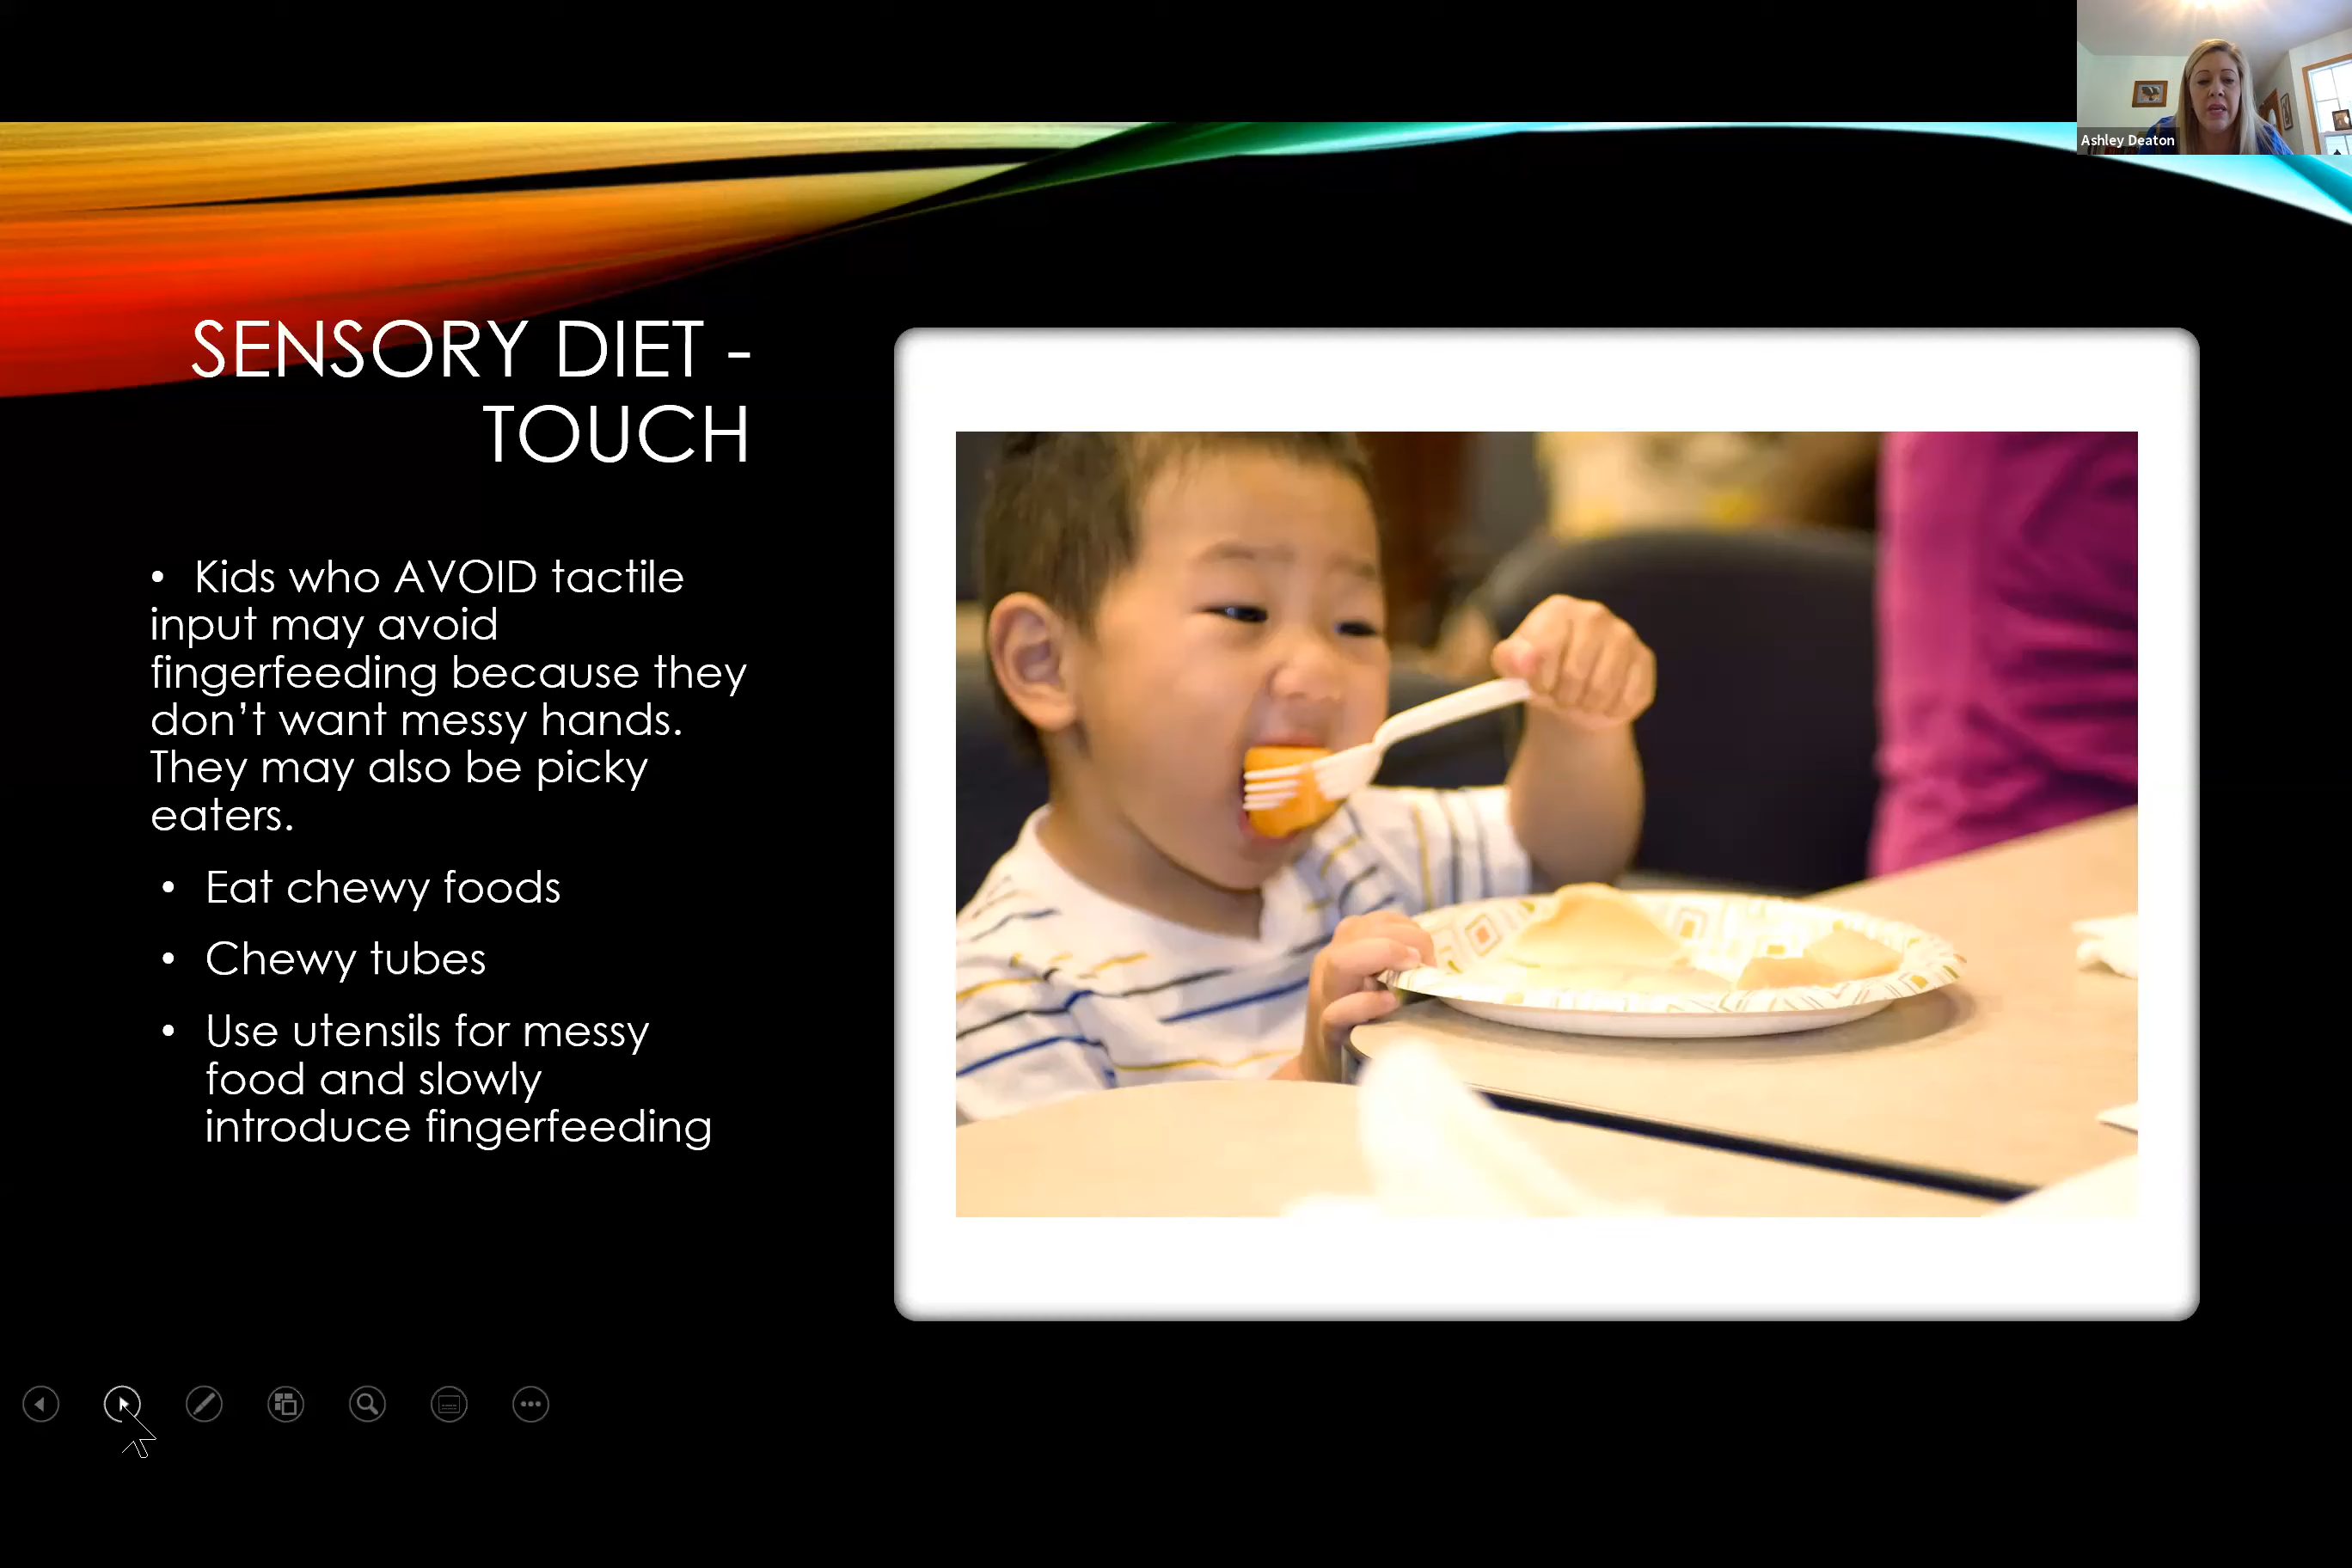 Ashley Deaton
SENSORY DIET -
TOUCH
• Kids who AVOID tactile
input may avoid
fingerfeeding because they
don’t want messy hands.
They may also be picky
eaters.
• Eat chewy foods
• Chewy tubes
• Use utensils for messy
food and slowly
introduce fingerfeeding